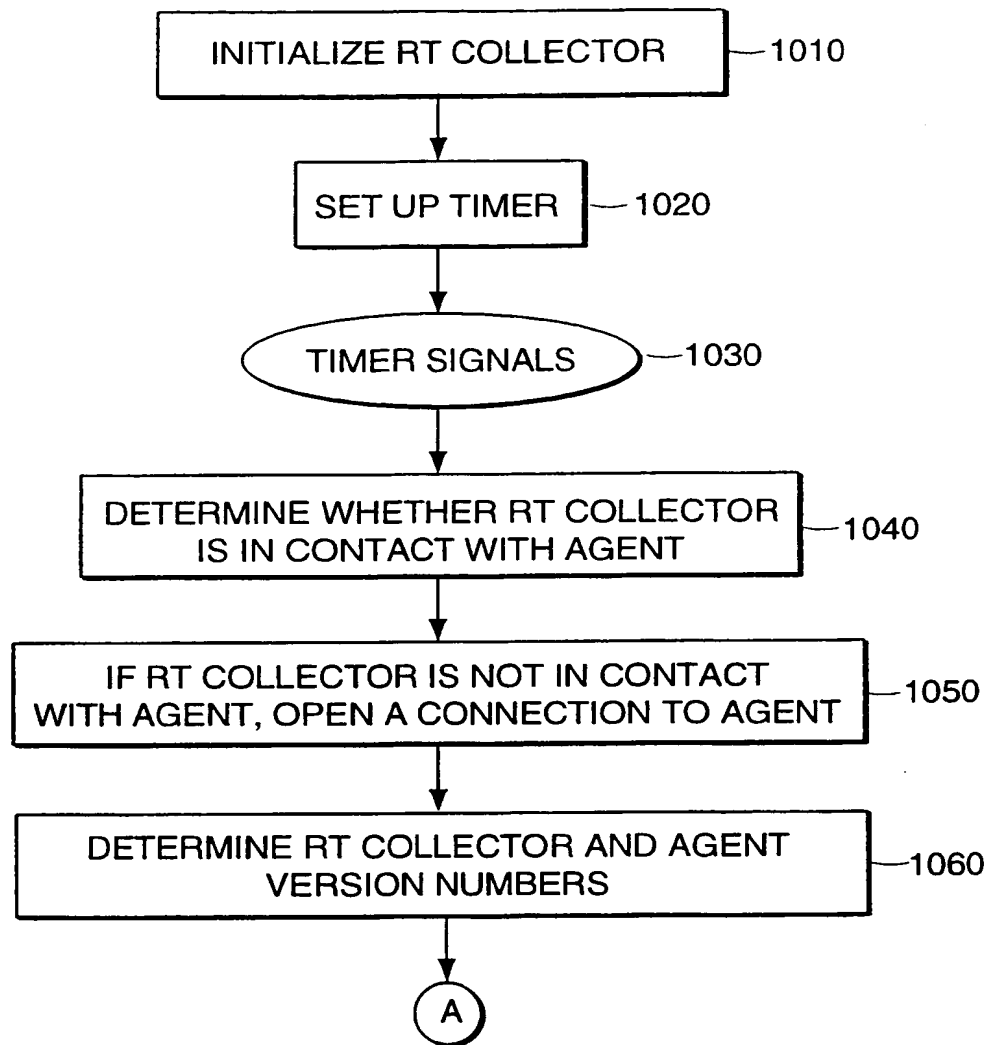 INITIALIZE RT COLLECTOR
1010
SET UP TIMER
1020
TIMER SIGNALS
1030
DETERMINE WHETHER RT COLLECTOR
IS IN CONTACT WITH AGENT
1040
IF RT COLLECTOR IS NOT IN CONTACT
WITH AGENT, OPEN A CONNECTION TO AGENT
1050
DETERMINE RT COLLECTOR AND AGENT
VERSION NUMBERS
1060
A